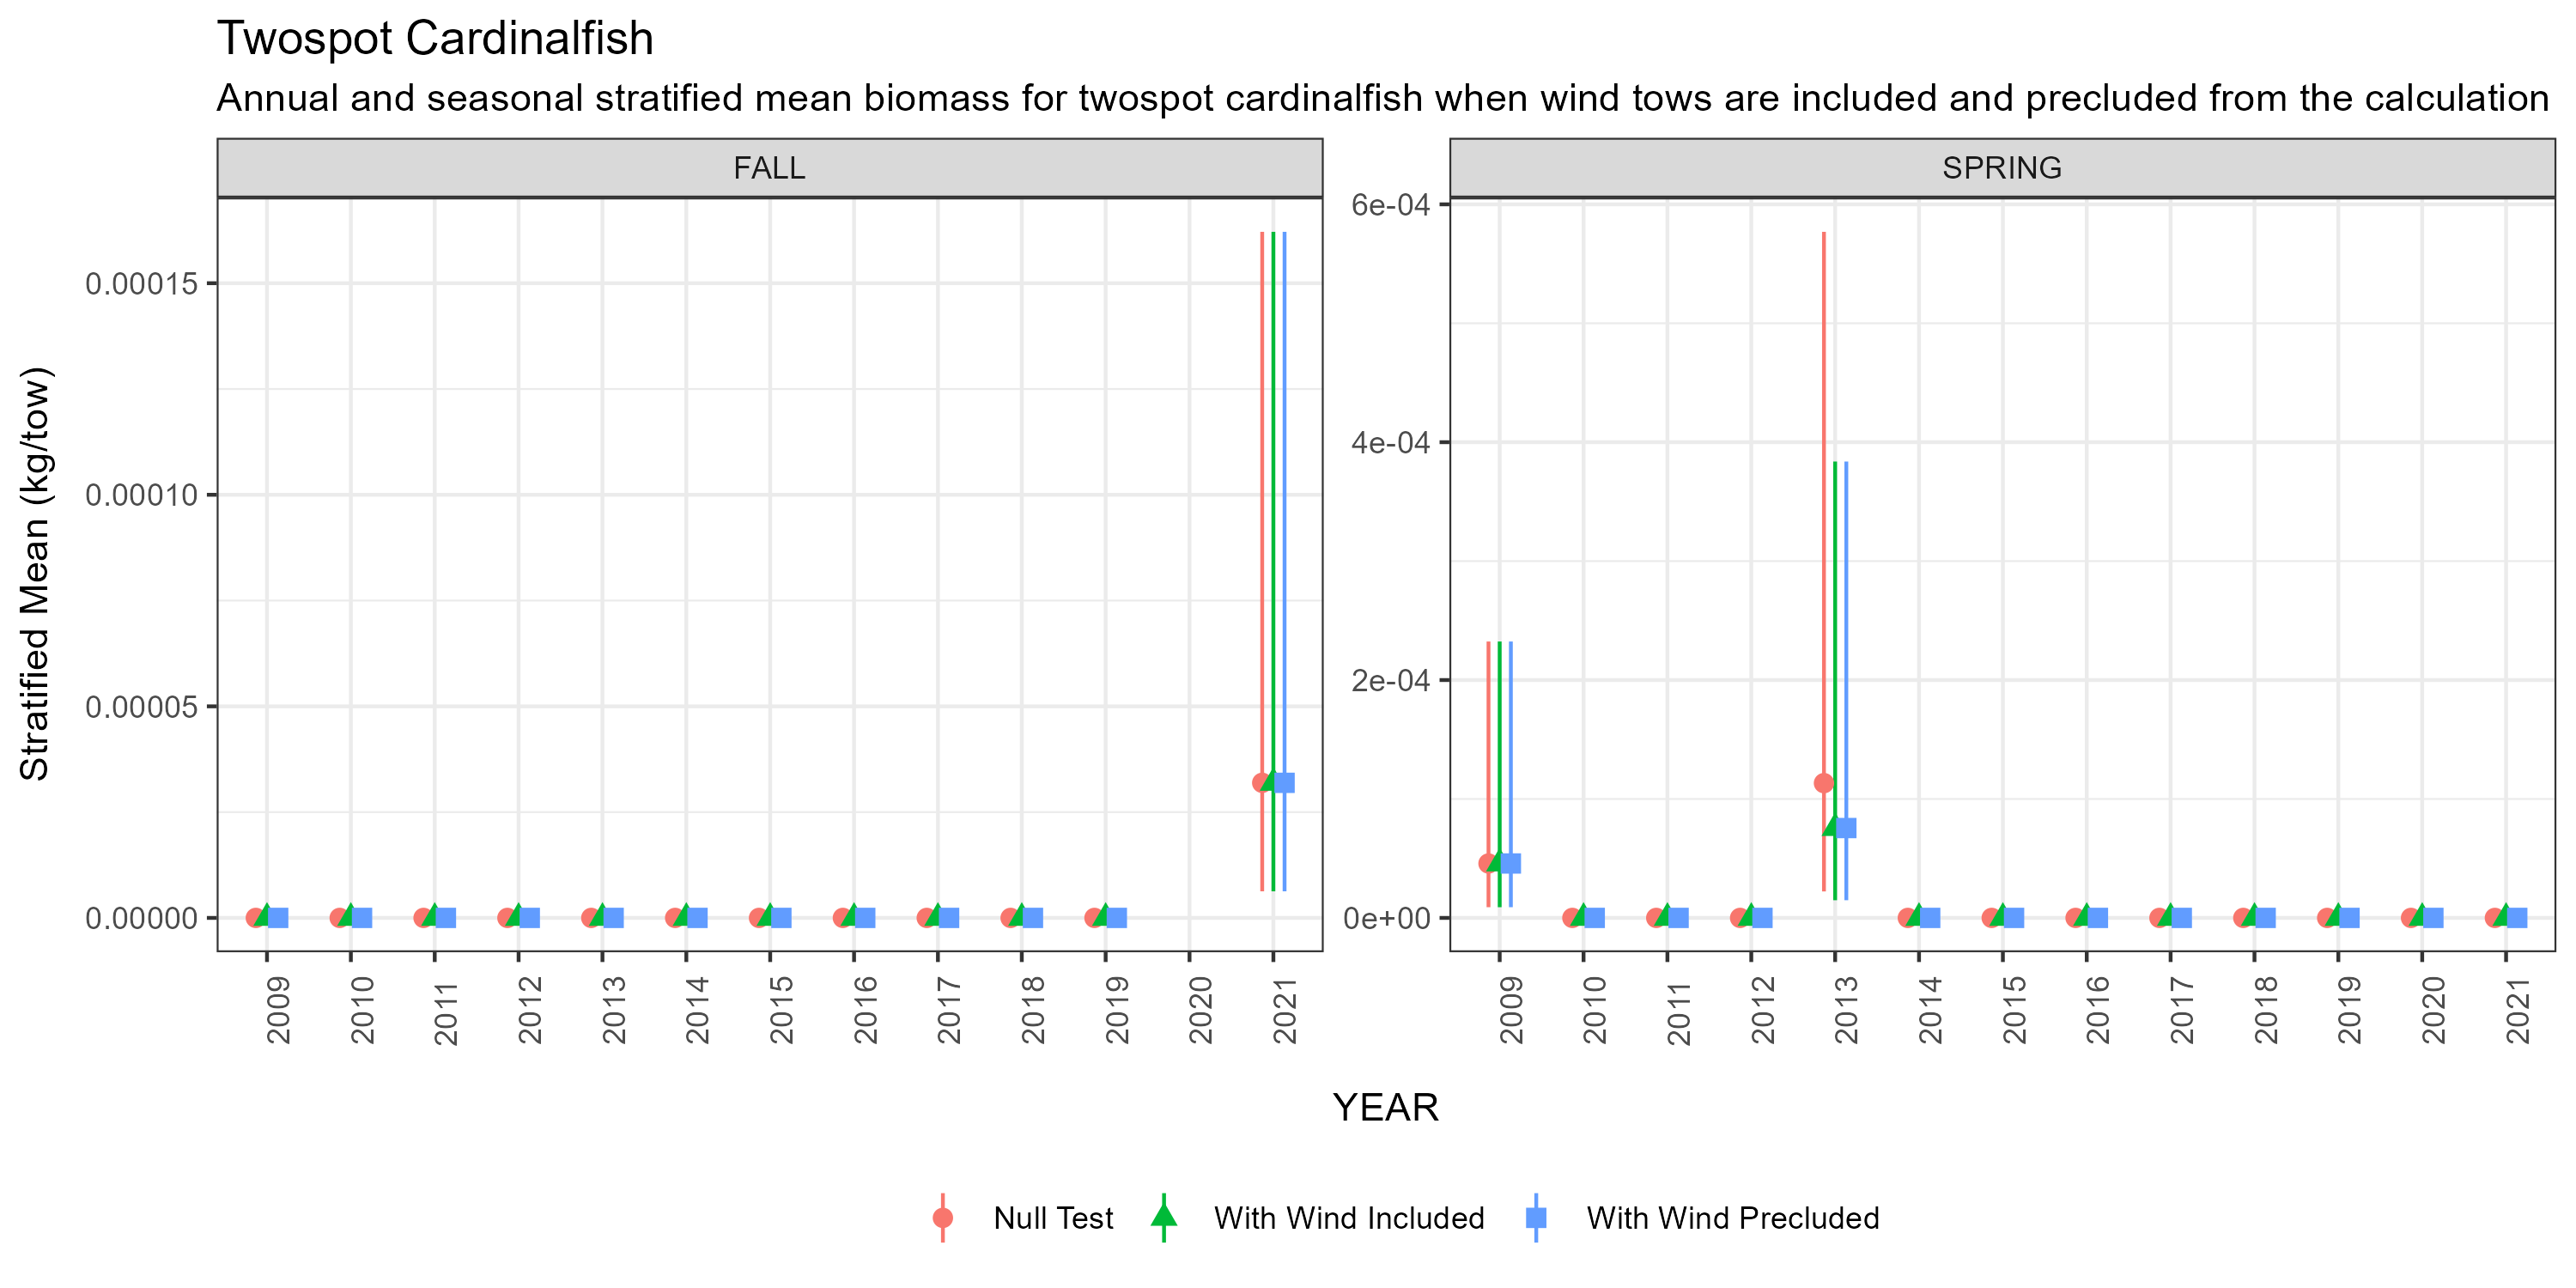 Twospot Cardinalfish
Annual and seasonal stratified mean biomass for twospot cardinalfish when wind tows are included and precluded from the calculation
FALL
SPRING
Stratified Mean (kg/tow)
0.00015
0.00010
0.00005
0.00000
6e-04
4e-04
2e-04
0e+00
2009 2010 2011 2012 2013 2014 2015 2016 2017 2018 2019 2020 2021
2009 2010 2011 2012 2013 2014 2015 2016 2017 2018 2019 2020 2021
YEAR
Null Test With Wind Included With Wind Precluded